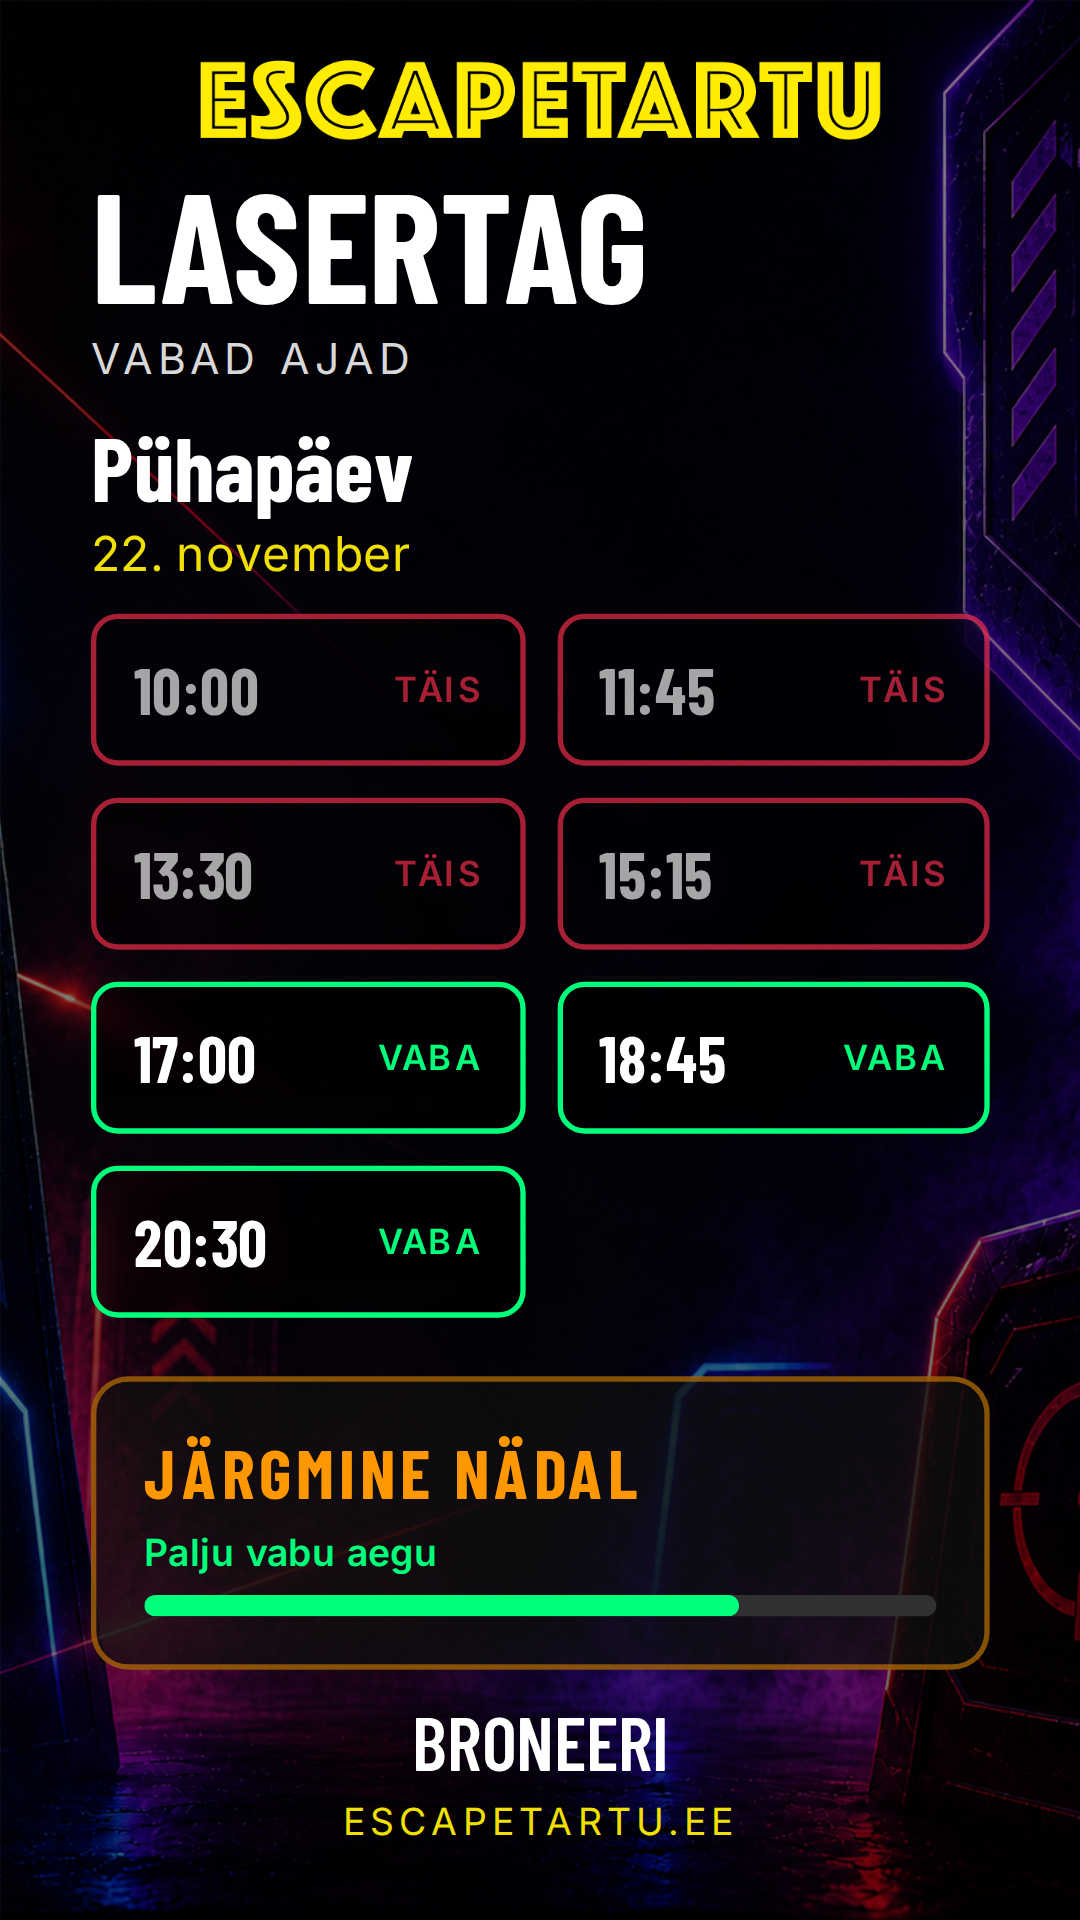 ESCAPETARTU
LASERTAG
VABAD AJAD
Pühapäev
22. november
10:00 TÄIS
11:45 TÄIS
13:30 TÄIS
15:15 TÄIS
17:00 VABA
18:45 VABA
20:30 VABA
JÄRGMINE NÄDAL
Palju vabu aegu
BRONEERI
ESCAPETARTU.EE